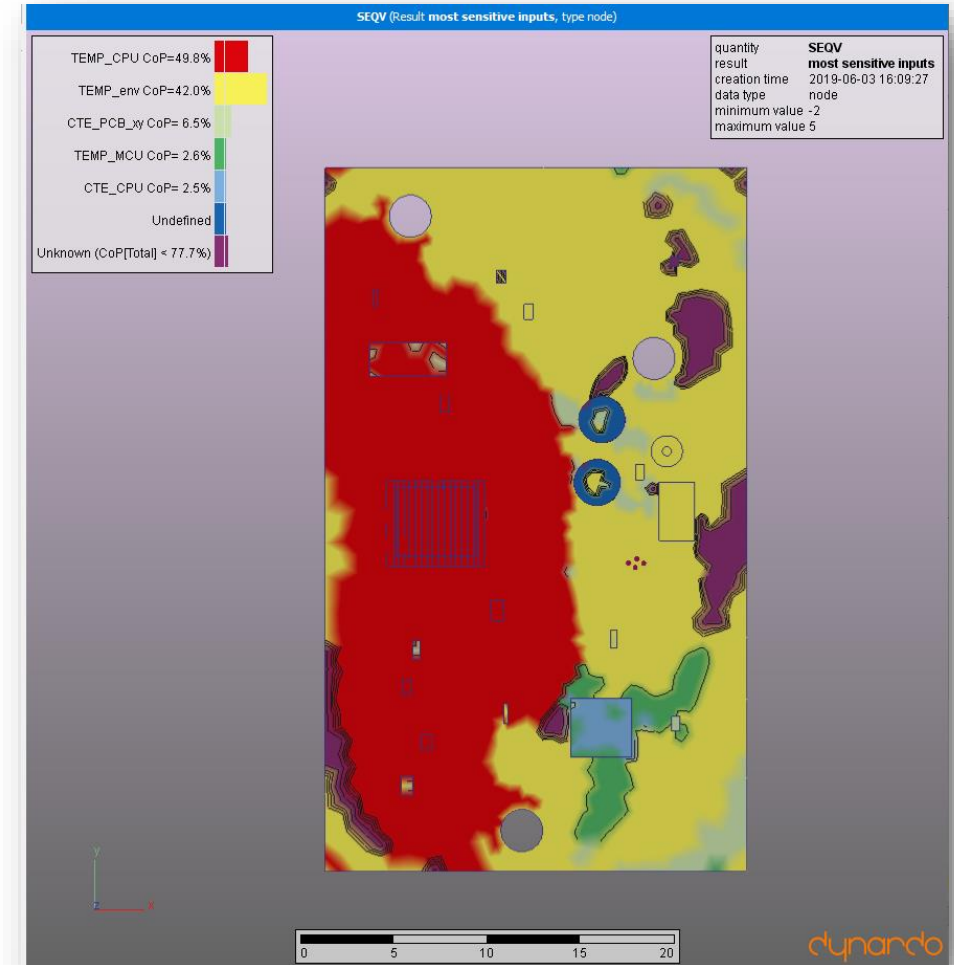 SEQV (Result most sensitive inputs, type node)
TEMP_CPU CoP=49.8%
TEMP_env CoP=42.0%
CTE_PCB_xy CoP= 6.5%
TEMP_MCU CoP= 2.6%
CTE_CPU CoP= 2.5%
Undefined
Unknown (CoP[Total] < 77.7%)
quantity SEQV
result most sensitive inputs
creation time 2019-06-03 16:09:27
data type node
minimum value -2
maximum value 5
y
z x
0 5 10 15 20
dynardo